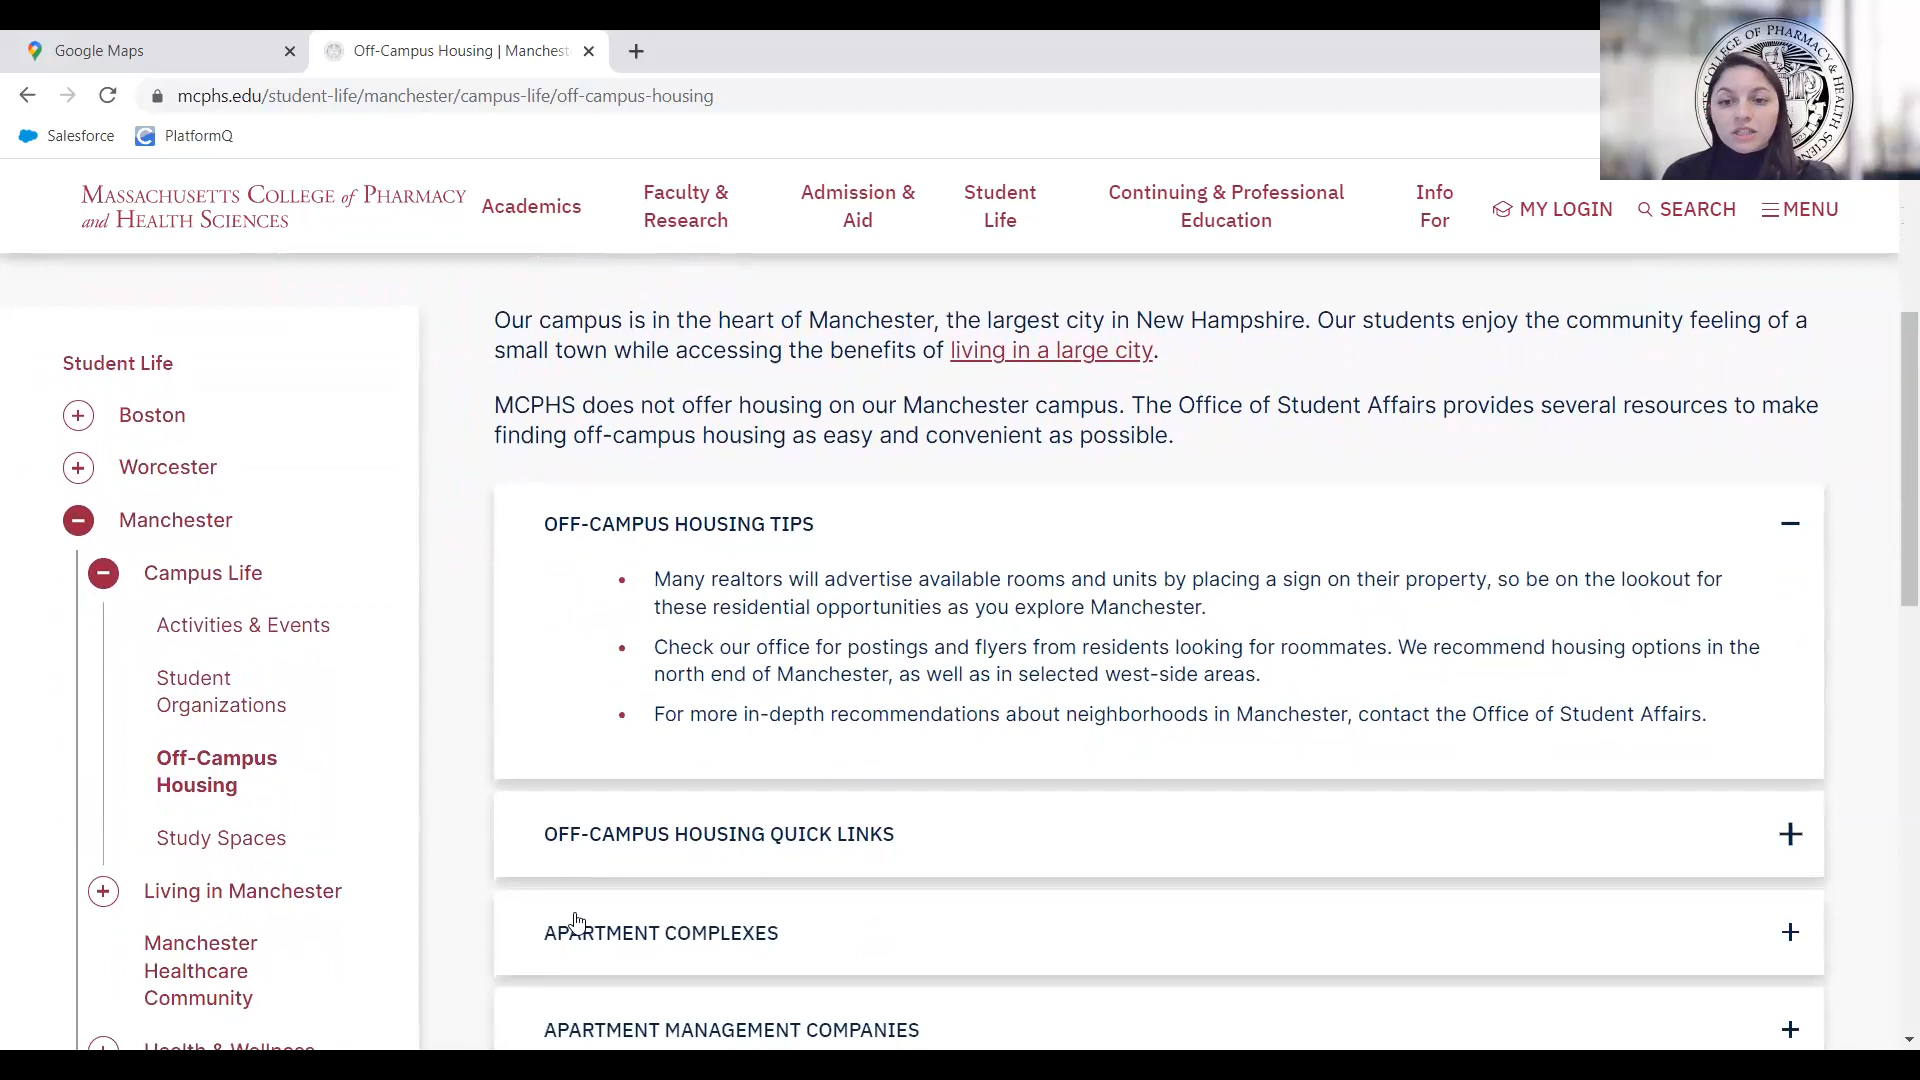 Google Maps
Off-Campus Housing | Manchest
mcphs.edu/student-life/manchester/campus-life/off-campus-housing
Salesforce
PlatformQ
MASSACHUSETTS COLLEGE of PHARMACY
and HEALTH SCIENCES
Academics
Faculty &
Research
Admission &
Aid
Student
Life
Continuing & Professional
Education
Info
For
MY LOGIN
SEARCH
MENU
Student Life
Boston
Worcester
Manchester
Campus Life
Activities & Events
Student
Organizations
Off-Campus
Housing
Study Spaces
Living in Manchester
Manchester
Healthcare
Community
Health & Wellness
Our campus is in the heart of Manchester, the largest city in New Hampshire. Our students enjoy the community feeling of a
small town while accessing the benefits of living in a large city.
MCPHS does not offer housing on our Manchester campus. The Office of Student Affairs provides several resources to make
finding off-campus housing as easy and convenient as possible.
OFF-CAMPUS HOUSING TIPS
• Many realtors will advertise available rooms and units by placing a sign on their property, so be on the lookout for
these residential opportunities as you explore Manchester.
• Check our office for postings and flyers from residents looking for roommates. We recommend housing options in the
north end of Manchester, as well as in selected west-side areas.
• For more in-depth recommendations about neighborhoods in Manchester, contact the Office of Student Affairs.
OFF-CAMPUS HOUSING QUICK LINKS
APARTMENT COMPLEXES
APARTMENT MANAGEMENT COMPANIES